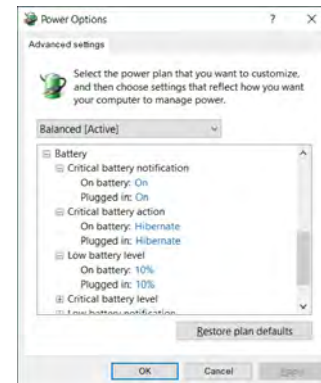 Power Options
Advanced settings
Select the power plan that you want to customize,
and then choose settings that reflect how you want
your computer to manage power.
Balanced [Active]
Battery
Critical battery notification
On battery: On
Plugged in: On
Critical battery action
On battery: Hibernate
Plugged in: Hibernate
Low battery level
On battery: 10%
Plugged in: 10%
Critical battery level
Low battery notification
Restore plan defaults
OK Cancel Apply